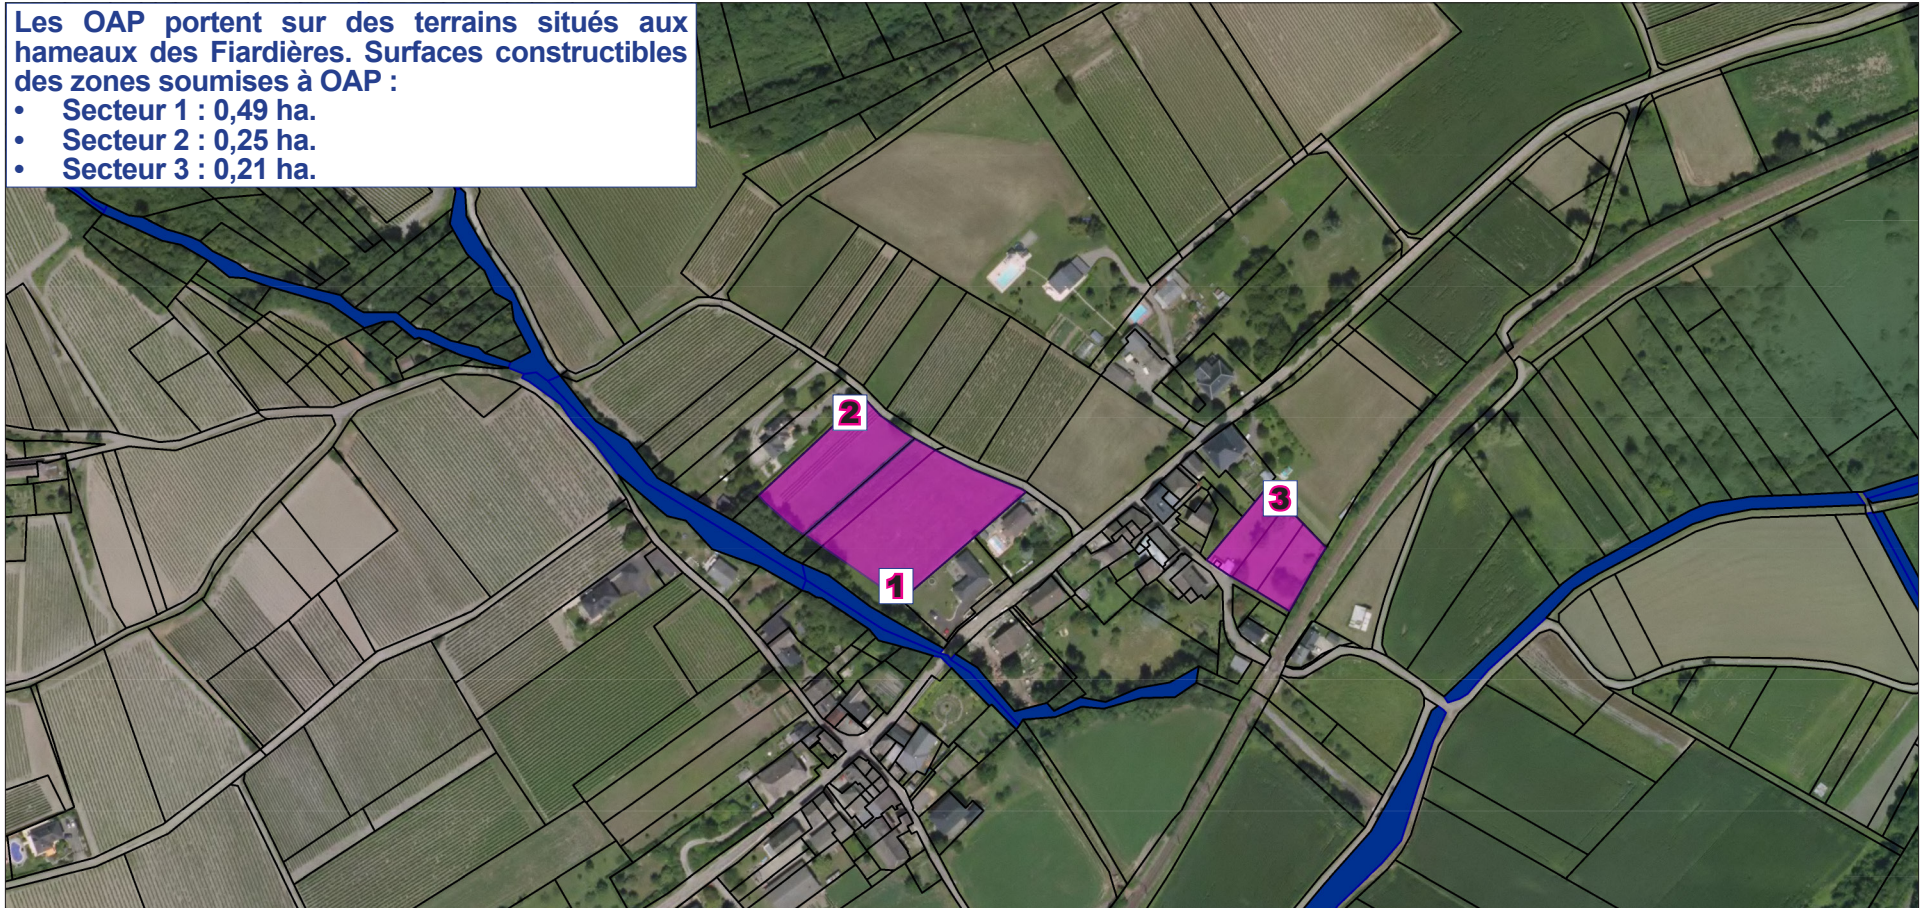 Les OAP portent sur des terrains situés aux
hameaux des Fiardières. Surfaces constructibles
des zones soumises à OAP :
• Secteur 1 : 0,49 ha.
• Secteur 2 : 0,25 ha.
• Secteur 3 : 0,21 ha.
2
3
1